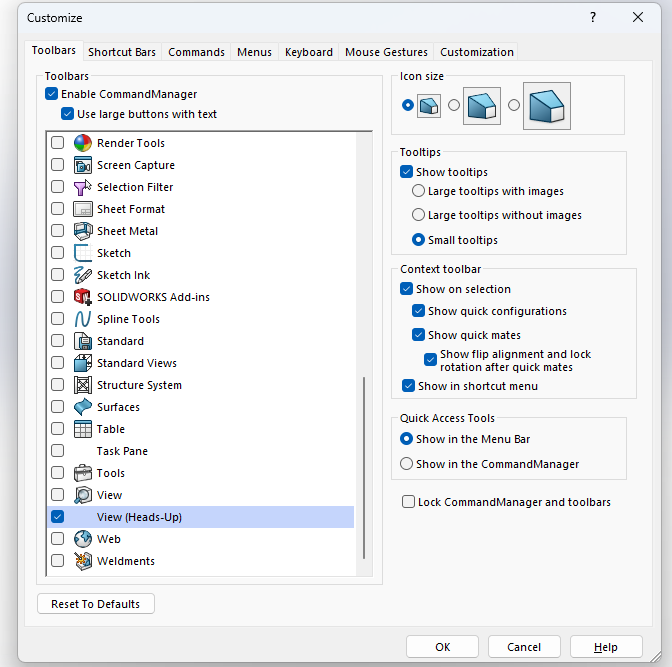 Customize
?
Toolbars
Shortcut Bars
Commands
Menus
Keyboard
Mouse Gestures
Customization
Toolbars
Enable CommandManager
Use large buttons with text
Render Tools
Screen Capture
Selection Filter
Sheet Format
Sheet Metal
Sketch
Sketch Ink
SOLIDWORKS Add-ins
Spline Tools
Standard
Standard Views
Structure System
Surfaces
Table
Task Pane
Tools
View
View (Heads-Up)
Web
Weldments
Reset To Defaults
Icon size
Tooltips
Show tooltips
Large tooltips with images
Large tooltips without images
Small tooltips
Context toolbar
Show on selection
Show quick configurations
Show quick mates
Show flip alignment and lock
rotation after quick mates
Show in shortcut menu
Quick Access Tools
Show in the Menu Bar
Show in the CommandManager
Lock CommandManager and toolbars
OK
Cancel
Help